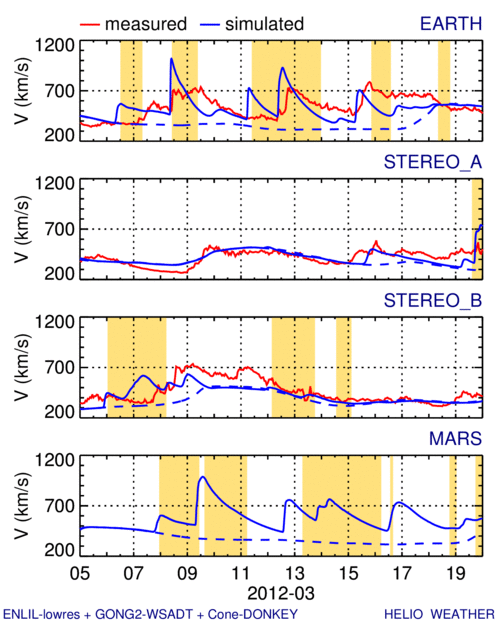 measured simulated EARTH
1200
700
200
V (km/s)
STEREO_A
1200
700
200
V (km/s)
STEREO_B
1200
700
200
V (km/s)
MARS
1200
700
200
V (km/s)
05 07 09 11 13 15 17 19
2012-03
ENLIL-lowres + GONG2-WSADT + Cone-DONKEY HELIO WEATHER